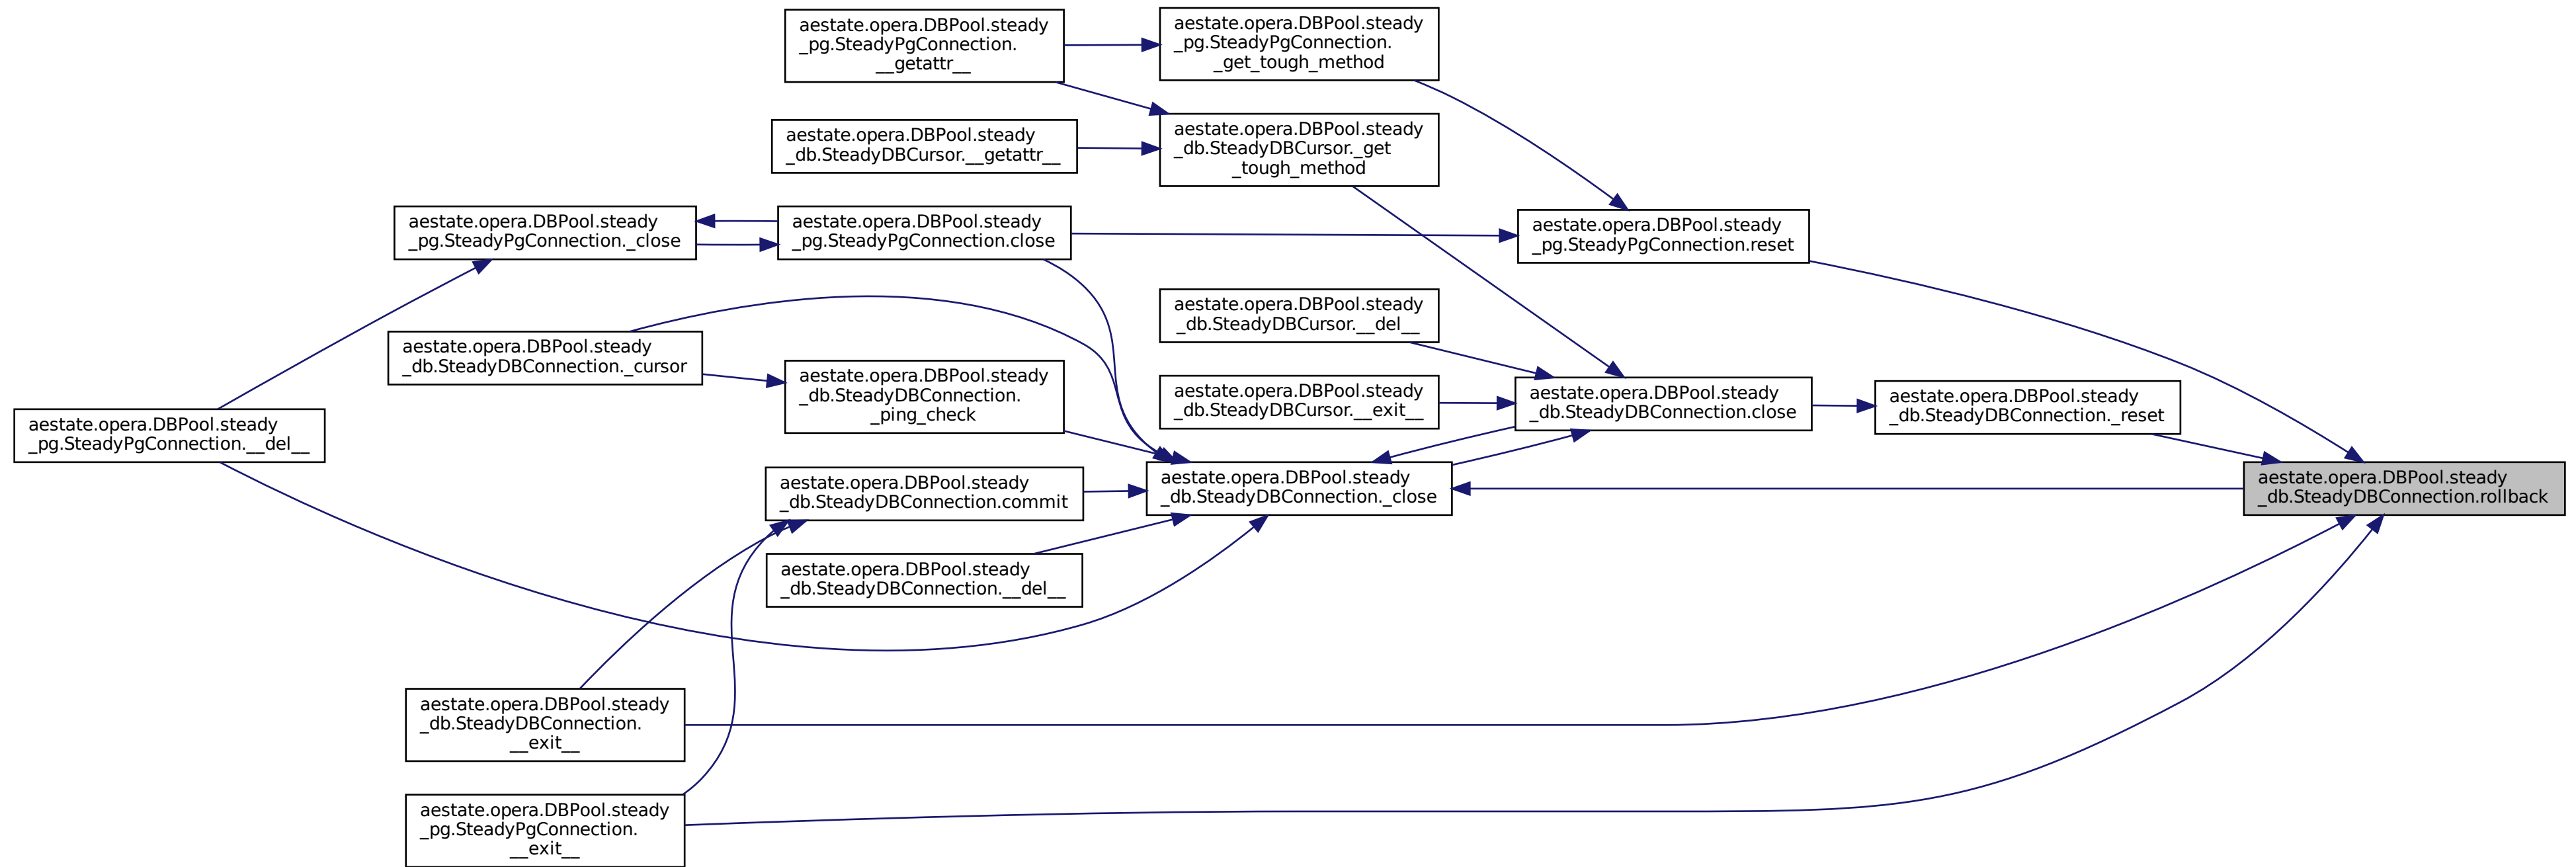 aestate.opera.DBPool.steady
_pg.SteadyPgConnection.
__getattr__
aestate.opera.DBPool.steady
_pg.SteadyPgConnection.
_get_tough_method
aestate.opera.DBPool.steady
_db.SteadyDBCursor.__getattr__
aestate.opera.DBPool.steady
_db.SteadyDBCursor._get
_tough_method
aestate.opera.DBPool.steady
_pg.SteadyPgConnection._close
aestate.opera.DBPool.steady
_pg.SteadyPgConnection.close
aestate.opera.DBPool.steady
_pg.SteadyPgConnection.reset
aestate.opera.DBPool.steady
_db.SteadyDBCursor.__del__
aestate.opera.DBPool.steady
_db.SteadyDBConnection._cursor
aestate.opera.DBPool.steady
_db.SteadyDBConnection.
_ping_check
aestate.opera.DBPool.steady
_db.SteadyDBCursor.__exit__
aestate.opera.DBPool.steady
_db.SteadyDBConnection.close
aestate.opera.DBPool.steady
_db.SteadyDBConnection._reset
aestate.opera.DBPool.steady
_pg.SteadyPgConnection.__del__
aestate.opera.DBPool.steady
_db.SteadyDBConnection.commit
aestate.opera.DBPool.steady
_db.SteadyDBConnection._close
aestate.opera.DBPool.steady
_db.SteadyDBConnection.rollback
aestate.opera.DBPool.steady
_db.SteadyDBConnection.__del__
aestate.opera.DBPool.steady
_db.SteadyDBConnection.
__exit__
aestate.opera.DBPool.steady
_pg.SteadyPgConnection.
__exit__